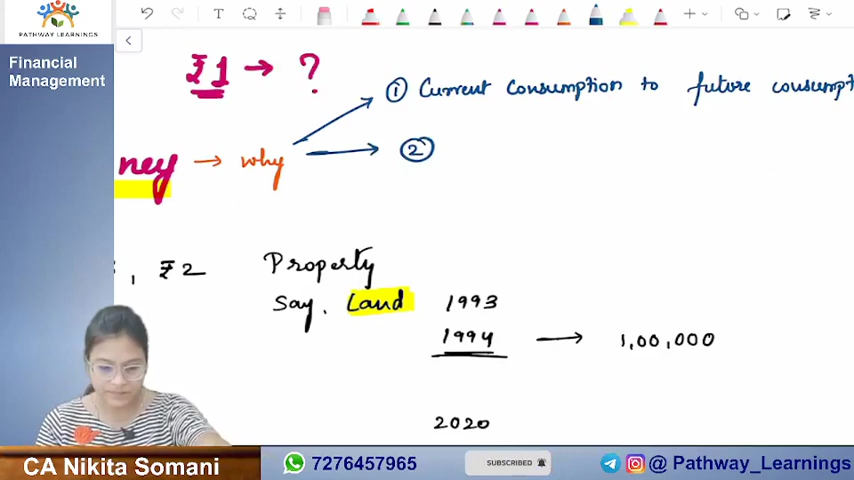 PATHWAY LEARNINGS
Financial
Management
₹1 → ?
① Current consumption to future consumpt
ney → why
②
, ₹2 Property
Say, Land 1993
1994 → 1,00,000
2020
CA Nikita Somani
7276457965
SUBSCRIBED
@ Pathway_Learnings